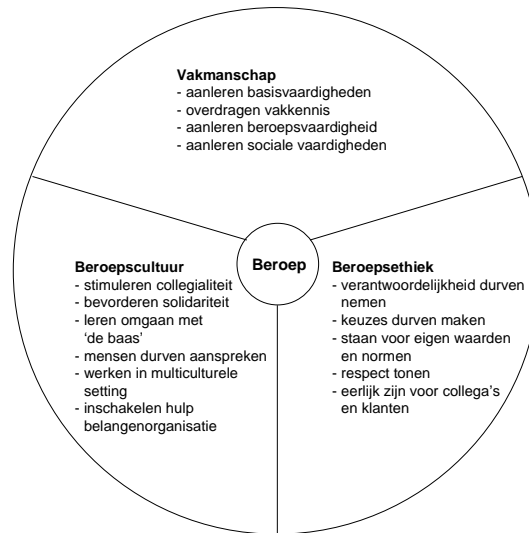 Vakmanschap
- aanleren basisvaardigheden
- overdragen vakkennis
- aanleren beroepsvaardigheid
- aanleren sociale vaardigheden
Beroep
Beroepscultuur
- stimuleren collegialiteit
- bevorderen solidariteit
- leren omgaan met
‘de baas’
- mensen durven aanspreken
- werken in multiculturele
setting
- inschakelen hulp
belangenorganisatie
Beroepsethiek
- verantwoordelijkheid durven
nemen
- keuzes durven maken
- staan voor eigen waarden
en normen
- respect tonen
- eerlijk zijn voor collega's
en klanten